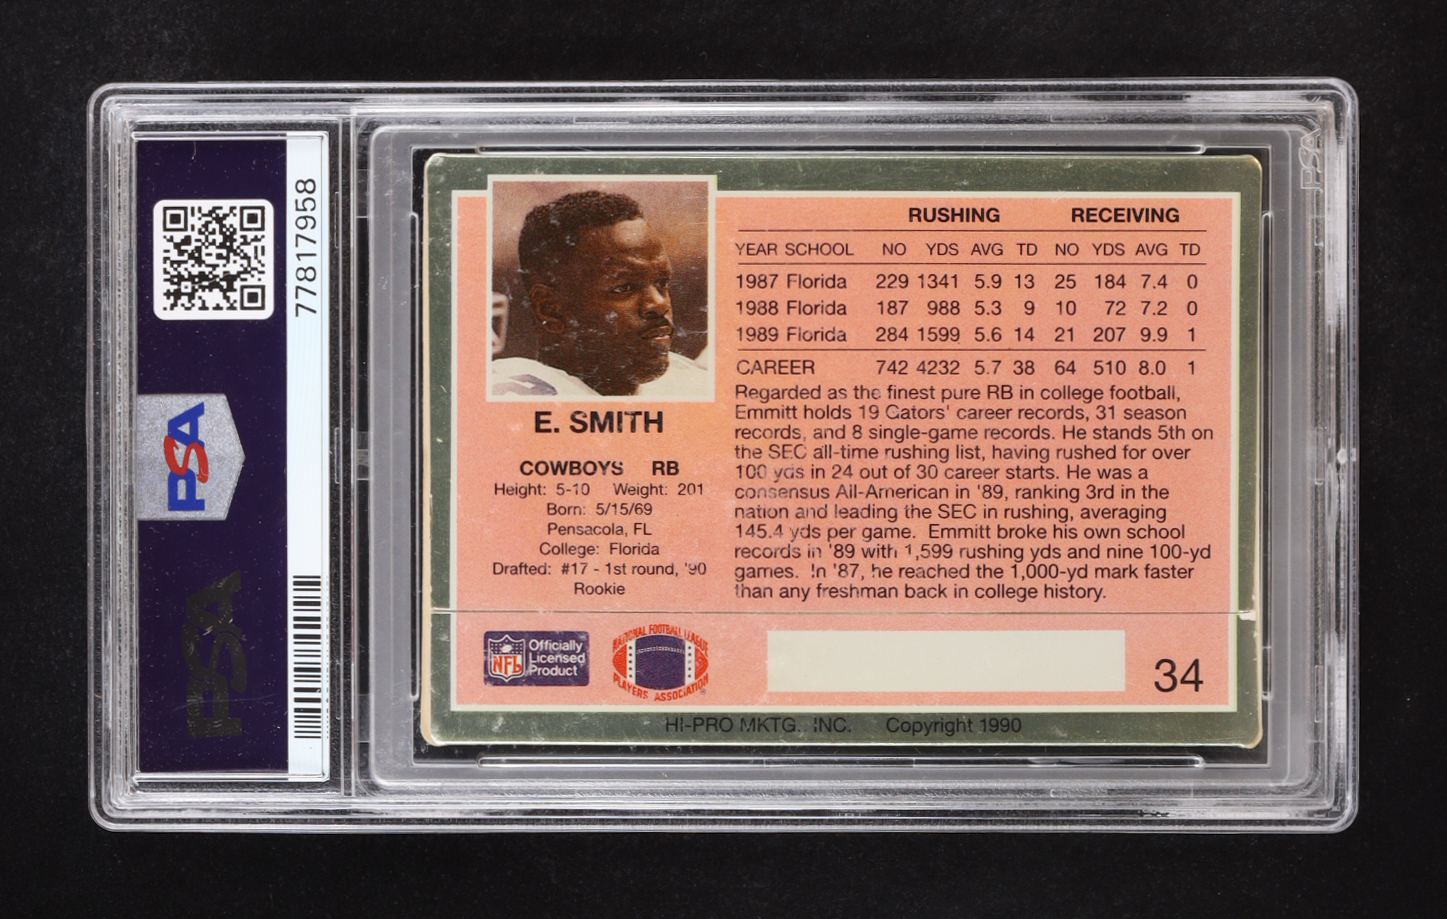 PSA
77817958
PSA
PSA
RUSHING RECEIVING
YEAR SCHOOL NO YDS AVG TD NO YDS AVG TD
1987 Florida 229 1341 5.9 13 25 184 7.4 0
1988 Florida 187 988 5.3 9 10 72 7.2 0
1989 Florida 284 1599 5.6 14 21 207 9.9 1
CAREER 742 4232 5.7 38 64 510 8.0 1
Regarded as the finest pure RB in college football,
Emmitt holds 19 Gators' career records, 31 season
records, and 8 single-game records. He stands 5th on
the SEC all-time rushing list, having rushed for over
100 yds in 24 out of 30 career starts. He was a
consensus All-American in '89, ranking 3rd in the
nation and leading the SEC in rushing, averaging
145.4 yds per game. Emmitt broke his own school
records in '89 with 1,599 rushing yds and nine 100-yd
games. In '87, he reached the 1,000-yd mark faster
than any freshman back in college history.
E. SMITH
COWBOYS RB
Height: 5-10 Weight: 201
Born: 5/15/69
Pensacola, FL
College: Florida
Drafted: #17 - 1st round, '90
Rookie
NFL
Officially
Licensed
Product
NATIONAL FOOTBALL LEAGUE
PLAYERS ASSOCIATION
34
HI-PRO MKTG. INC. Copyright 1990